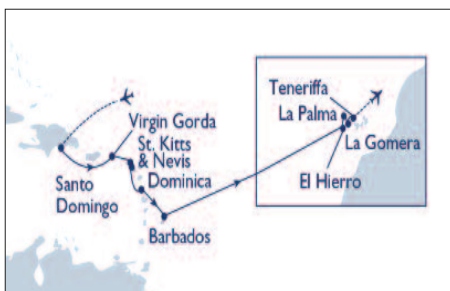 Teneriffa
La Palma
La Gomera
El Hierro
Virgin Gorda
St. Kitts
& Nevis
Dominica
Santo
Domingo
Barbados